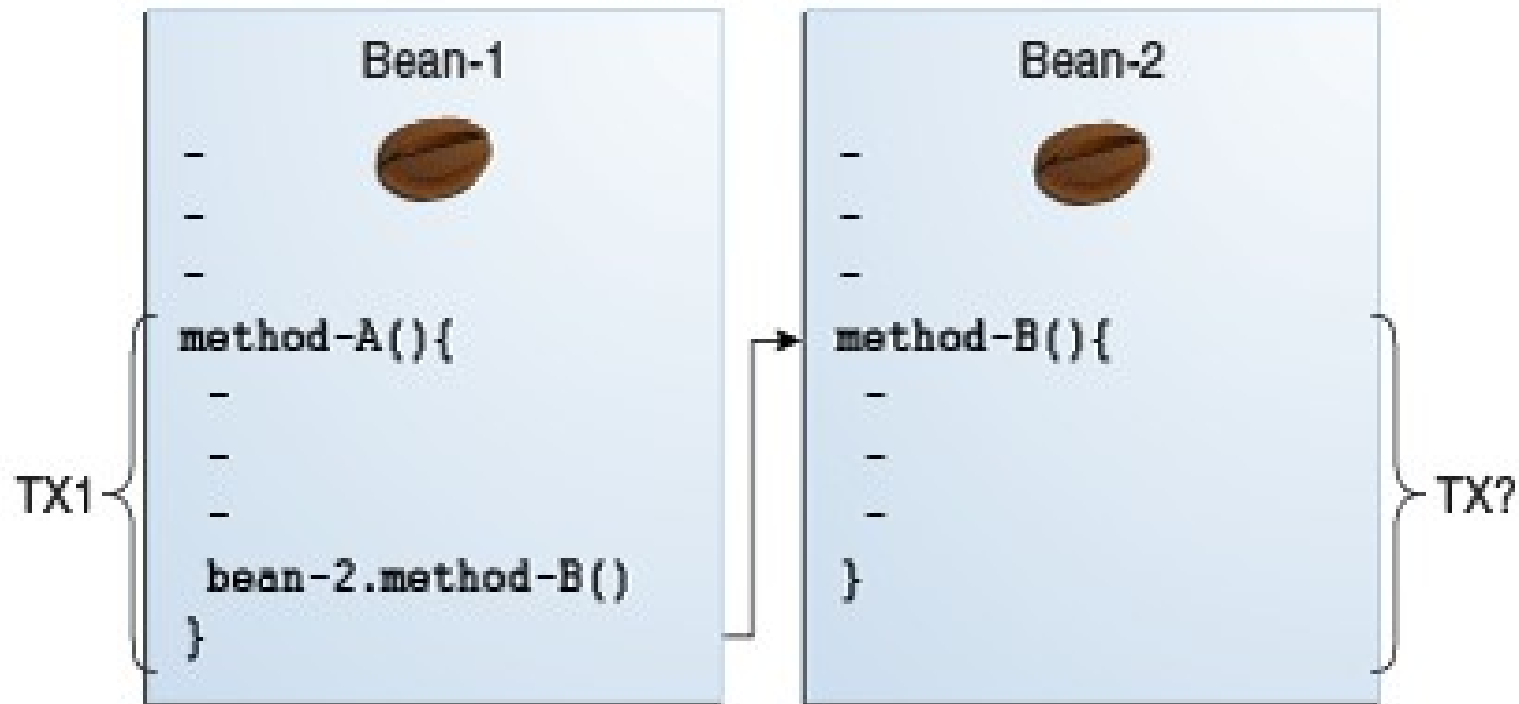 Bean-1
-
-
-
method-A(){
-
-
-
bean-2.method-B()
}
TX1
Bean-2
-
-
-
method-B(){
-
-
-
}
TX?